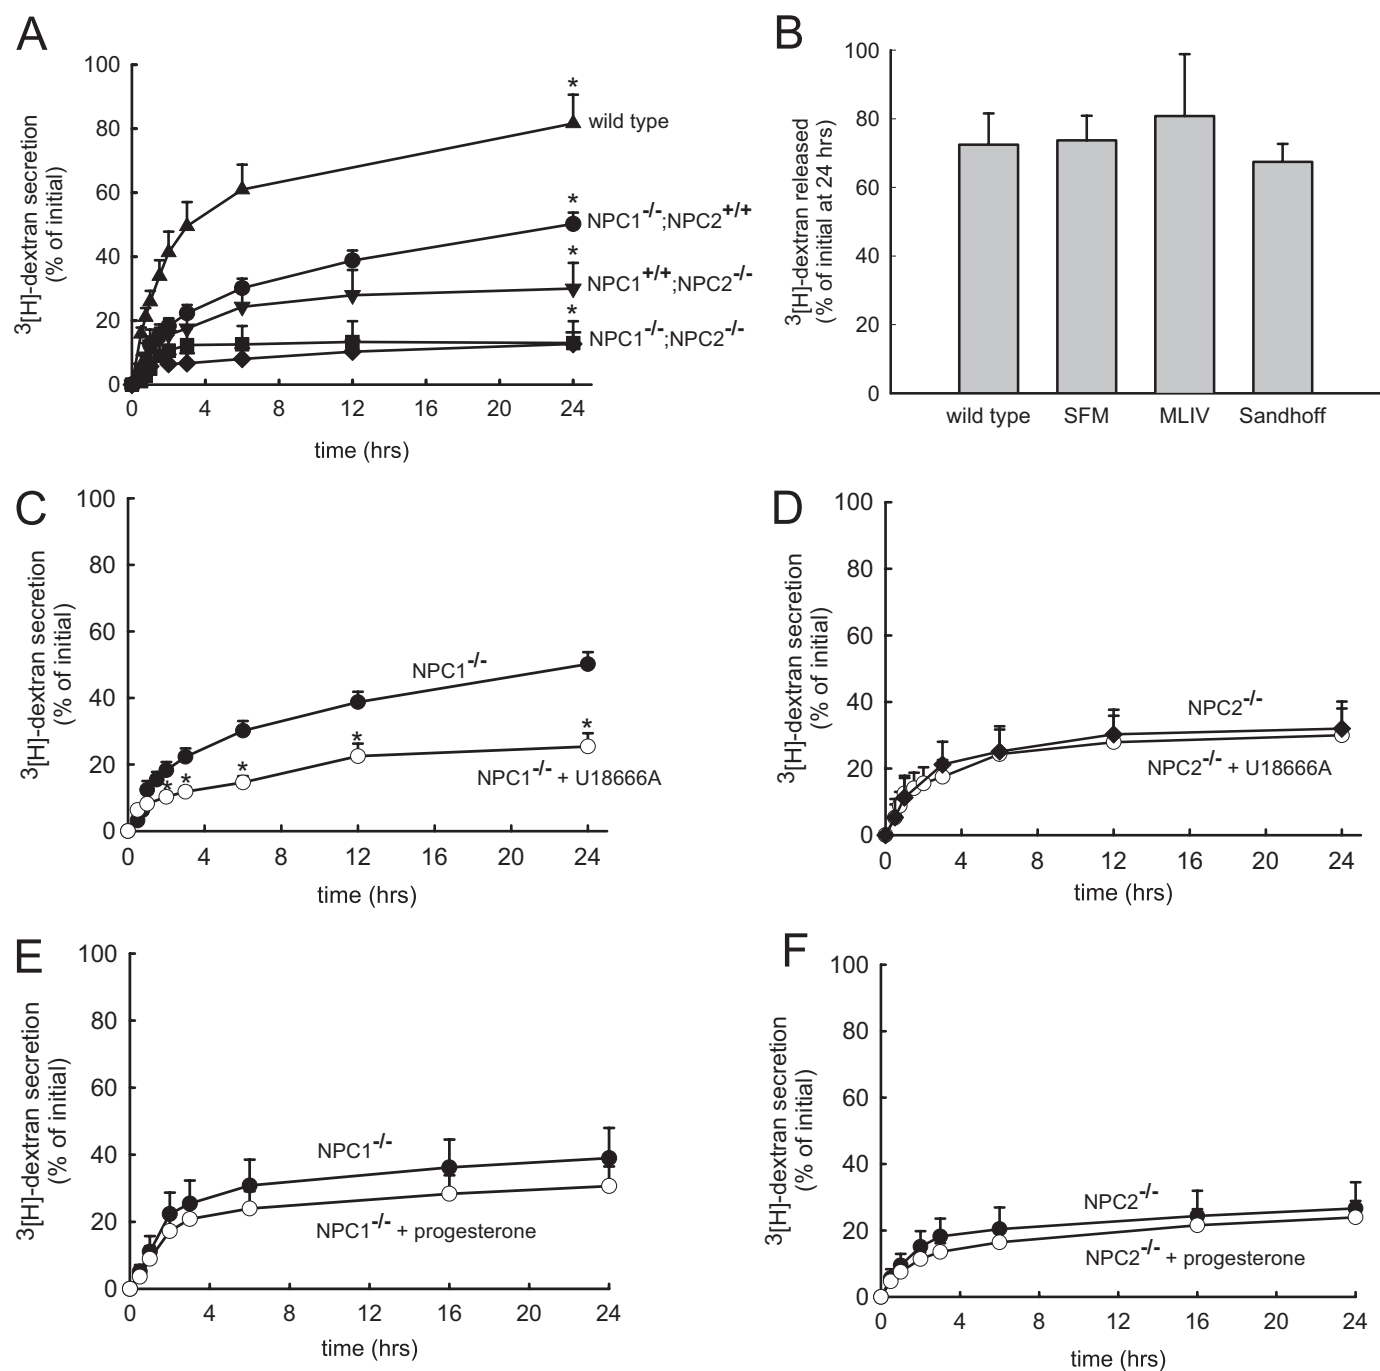 A
3[H]-dextran secretion
(% of initial)
100
80
60
40
20
0
0 4 8 12 16 20 24
time (hrs)
*
wild type
*
NPC1-/-;NPC2+/+
*
NPC1+/+;NPC2-/-
*
NPC1-/-;NPC2-/-
B
3[H]-dextran released
(% of initial at 24 hrs)
100
80
60
40
20
0
wild type SFM MLIV Sandhoff
C
3[H]-dextran secretion
(% of initial)
100
80
60
40
20
0
0 4 8 12 16 20 24
time (hrs)
NPC1-/-
* * * * *
NPC1-/- + U18666A
D
3[H]-dextran secretion
(% of initial)
100
80
60
40
20
0
0 4 8 12 16 20 24
time (hrs)
NPC2-/-
NPC2-/- + U18666A
E
3[H]-dextran secretion
(% of initial)
100
80
60
40
20
0
0 4 8 12 16 20 24
time (hrs)
NPC1-/-
NPC1-/- + progesterone
F
3[H]-dextran secretion
(% of initial)
100
80
60
40
20
0
0 4 8 12 16 20 24
time (hrs)
NPC2-/-
NPC2-/- + progesterone